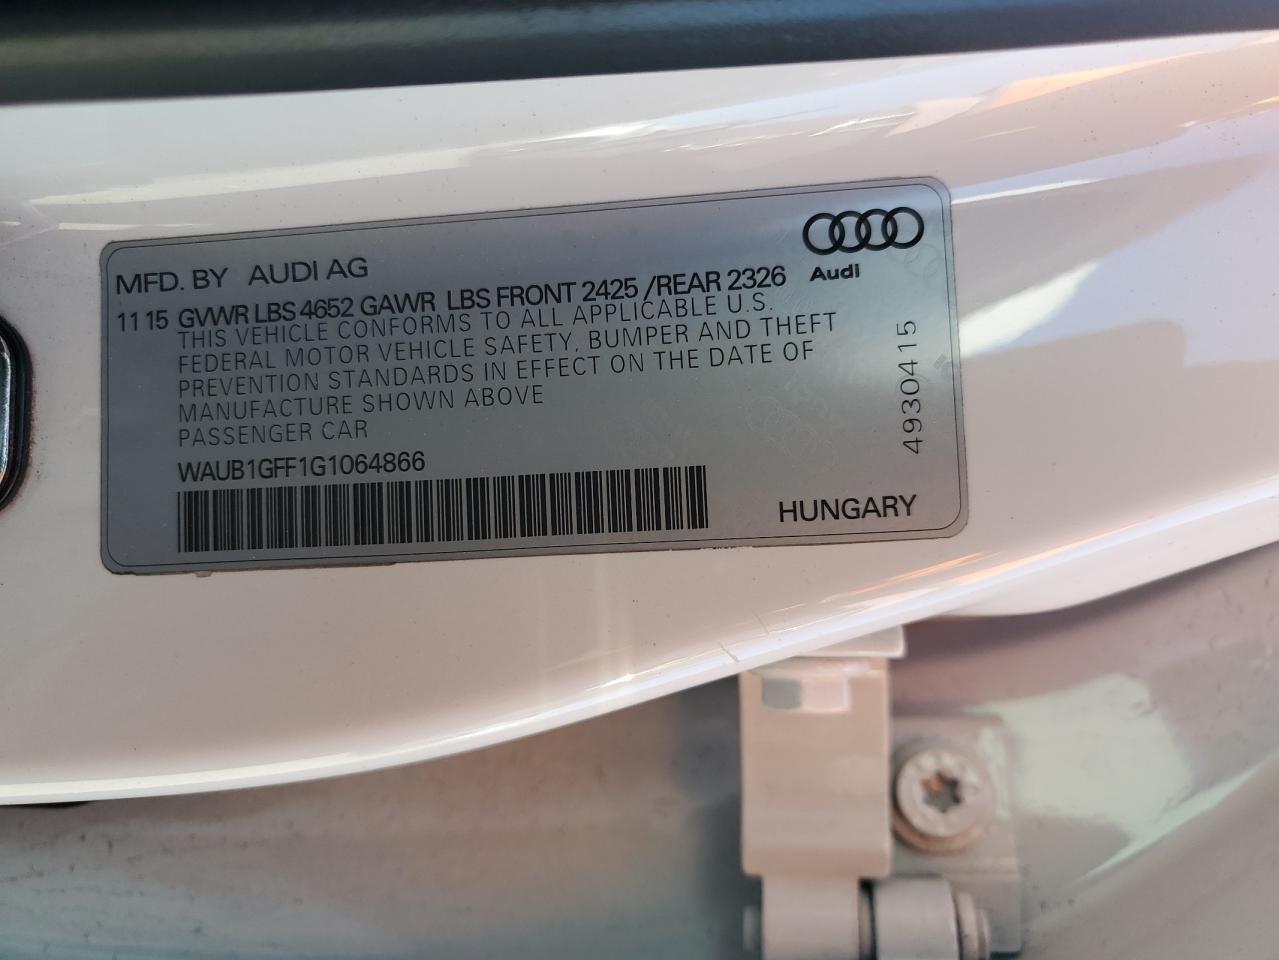 MFD. BY AUDI AG
Audi
11 15 GVWR LBS 4652 GAWR LBS FRONT 2425 /REAR 2326
THIS VEHICLE CONFORMS TO ALL APPLICABLE U.S.
FEDERAL MOTOR VEHICLE SAFETY, BUMPER AND THEFT
PREVENTION STANDARDS IN EFFECT ON THE DATE OF
MANUFACTURE SHOWN ABOVE
PASSENGER CAR
WAUB1GFF1G1064866
HUNGARY
4930415